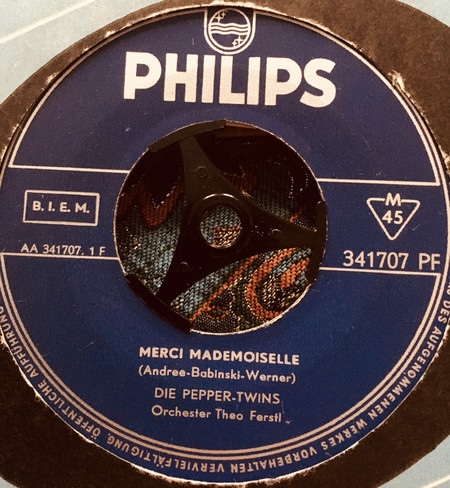 PHILIPS
B. I. E. M.
M
45
AA 341707. 1 F
341707 PF
MERCI MADEMOISELLE
(Andree-Babinski-Werner)
DIE PEPPER-TWINS
Orchester Theo Ferstl
DES AUFGENOMMENEN WERKES VORBEHALTEN VERVIELFÄLTIGUNG, ÖFFENTLICHE AUFFÜHRUNG